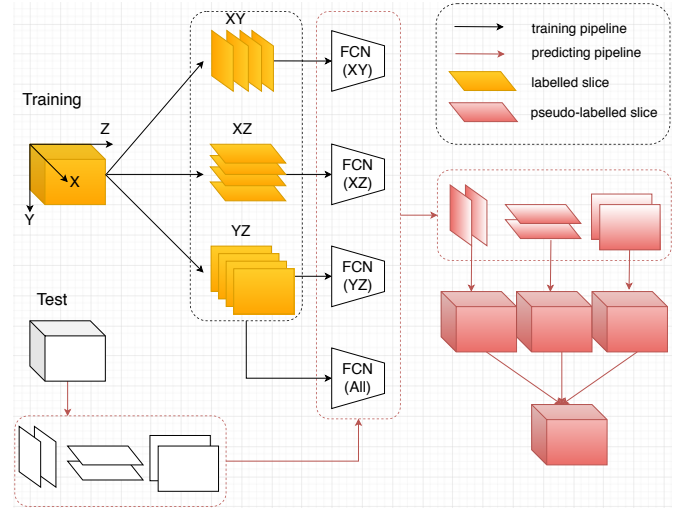 XY
FCN
(XY)
training pipeline
predicting pipeline
labelled slice
pseudo-labelled slice
Training
Z
X
Y
XZ
FCN
(XZ)
YZ
FCN
(YZ)
Test
FCN
(All)